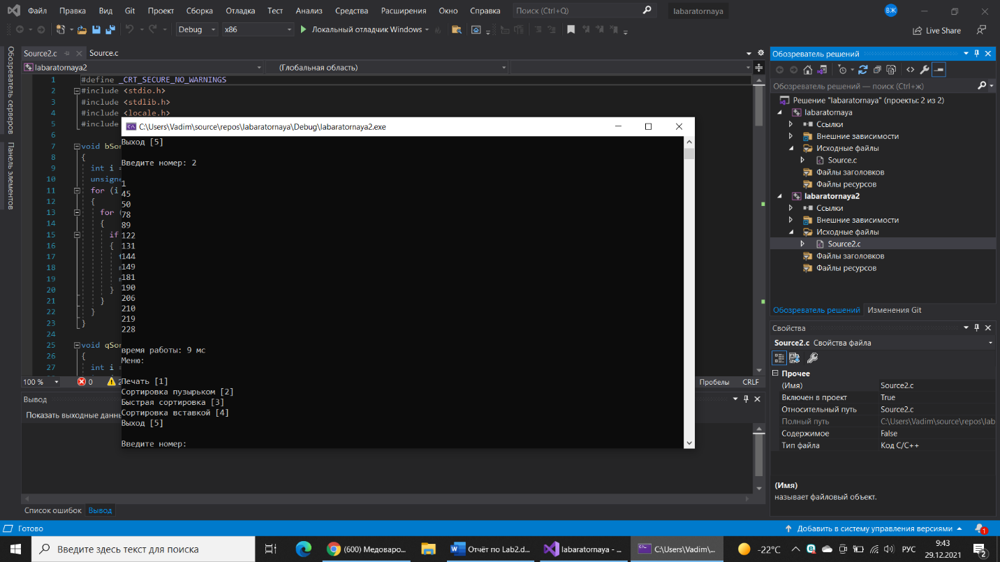 Файл Правка Вид Git Проект Сборка Отладка Тест Анализ Средства Расширения Окно Справка Поиск (Ctrl+Q) labaratornaya ВЖ
Debug x86 Локальный отладчик Windows Live Share
Обозреватель серверов
Панель элементов
Source2.c Source.c
labaratornaya2 (Глобальная область)
1 #define _CRT_SECURE_NO_WARNINGS
2 #include <stdio.h>
3 #include <stdlib.h>
4 #include <locale.h>
5 #include
6
7 void bSor
8 {
9 int i =
10 unsigne
11 for (i
12 {
13 for (
14 {
15 if
16 {
17
18
19
20 }
21 }
22 }
23 }
24
25 void qSor
26 {
27 int i =
C:\Users\Vadim\source\repos\labaratornaya\Debug\labaratornaya2.exe
Выход [5]
Введите номер: 2
1
45
50
78
89
122
131
144
149
181
190
206
210
219
228
время работы: 9 мс
Меню:
Печать [1]
Сортировка пузырьком [2]
Быстрая сортировка [3]
Сортировка вставкой [4]
Выход [5]
Введите номер:
100 % 0 Пробелы CRLF
Вывод
Показать выходные данн
Список ошибок Вывод
Обозреватель решений
Обозреватель решений — поиск (Ctrl+ж)
Решение "labaratornaya" (проекты: 2 из 2)
labaratornaya
Ссылки
Внешние зависимости
Исходные файлы
Source.c
Файлы заголовков
Файлы ресурсов
labaratornaya2
Ссылки
Внешние зависимости
Исходные файлы
Source2.c
Файлы заголовков
Файлы ресурсов
Обозреватель решений Изменения Git
Свойства
Source2.c Свойства файла
Прочее
(Имя) Source2.c
Включен в проект True
Относительный путь Source2.c
Полный путь C:\Users\Vadim\source\repos\lab
Содержимое False
Тип файла Код C/C++
(Имя)
называет файловый объект.
Готово Добавить в систему управления версиями 1
Введите здесь текст для поиска (600) Медоваро... Отчёт по Lab2.d... labaratornaya - ... C:\Users\Vadim\... -22°C РУС 9:43
29.12.2021 2